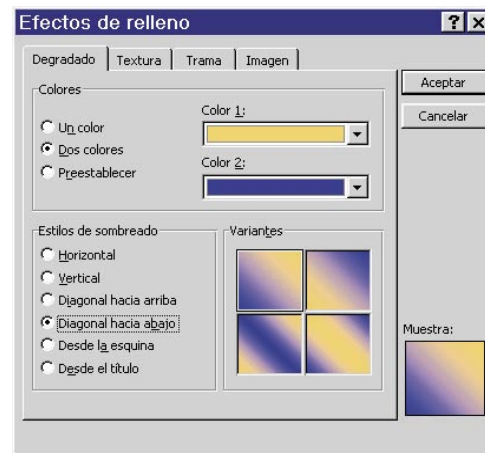 Efectos de relleno
Degradado Textura Trama Imagen
Aceptar
Cancelar
Colores
Color 1:
Un color
Dos colores
Preestablecer
Color 2:
Estilos de sombreado
Horizontal
Vertical
Diagonal hacia arriba
Diagonal hacia abajo
Desde la esquina
Desde el título
Variantes
Muestra: